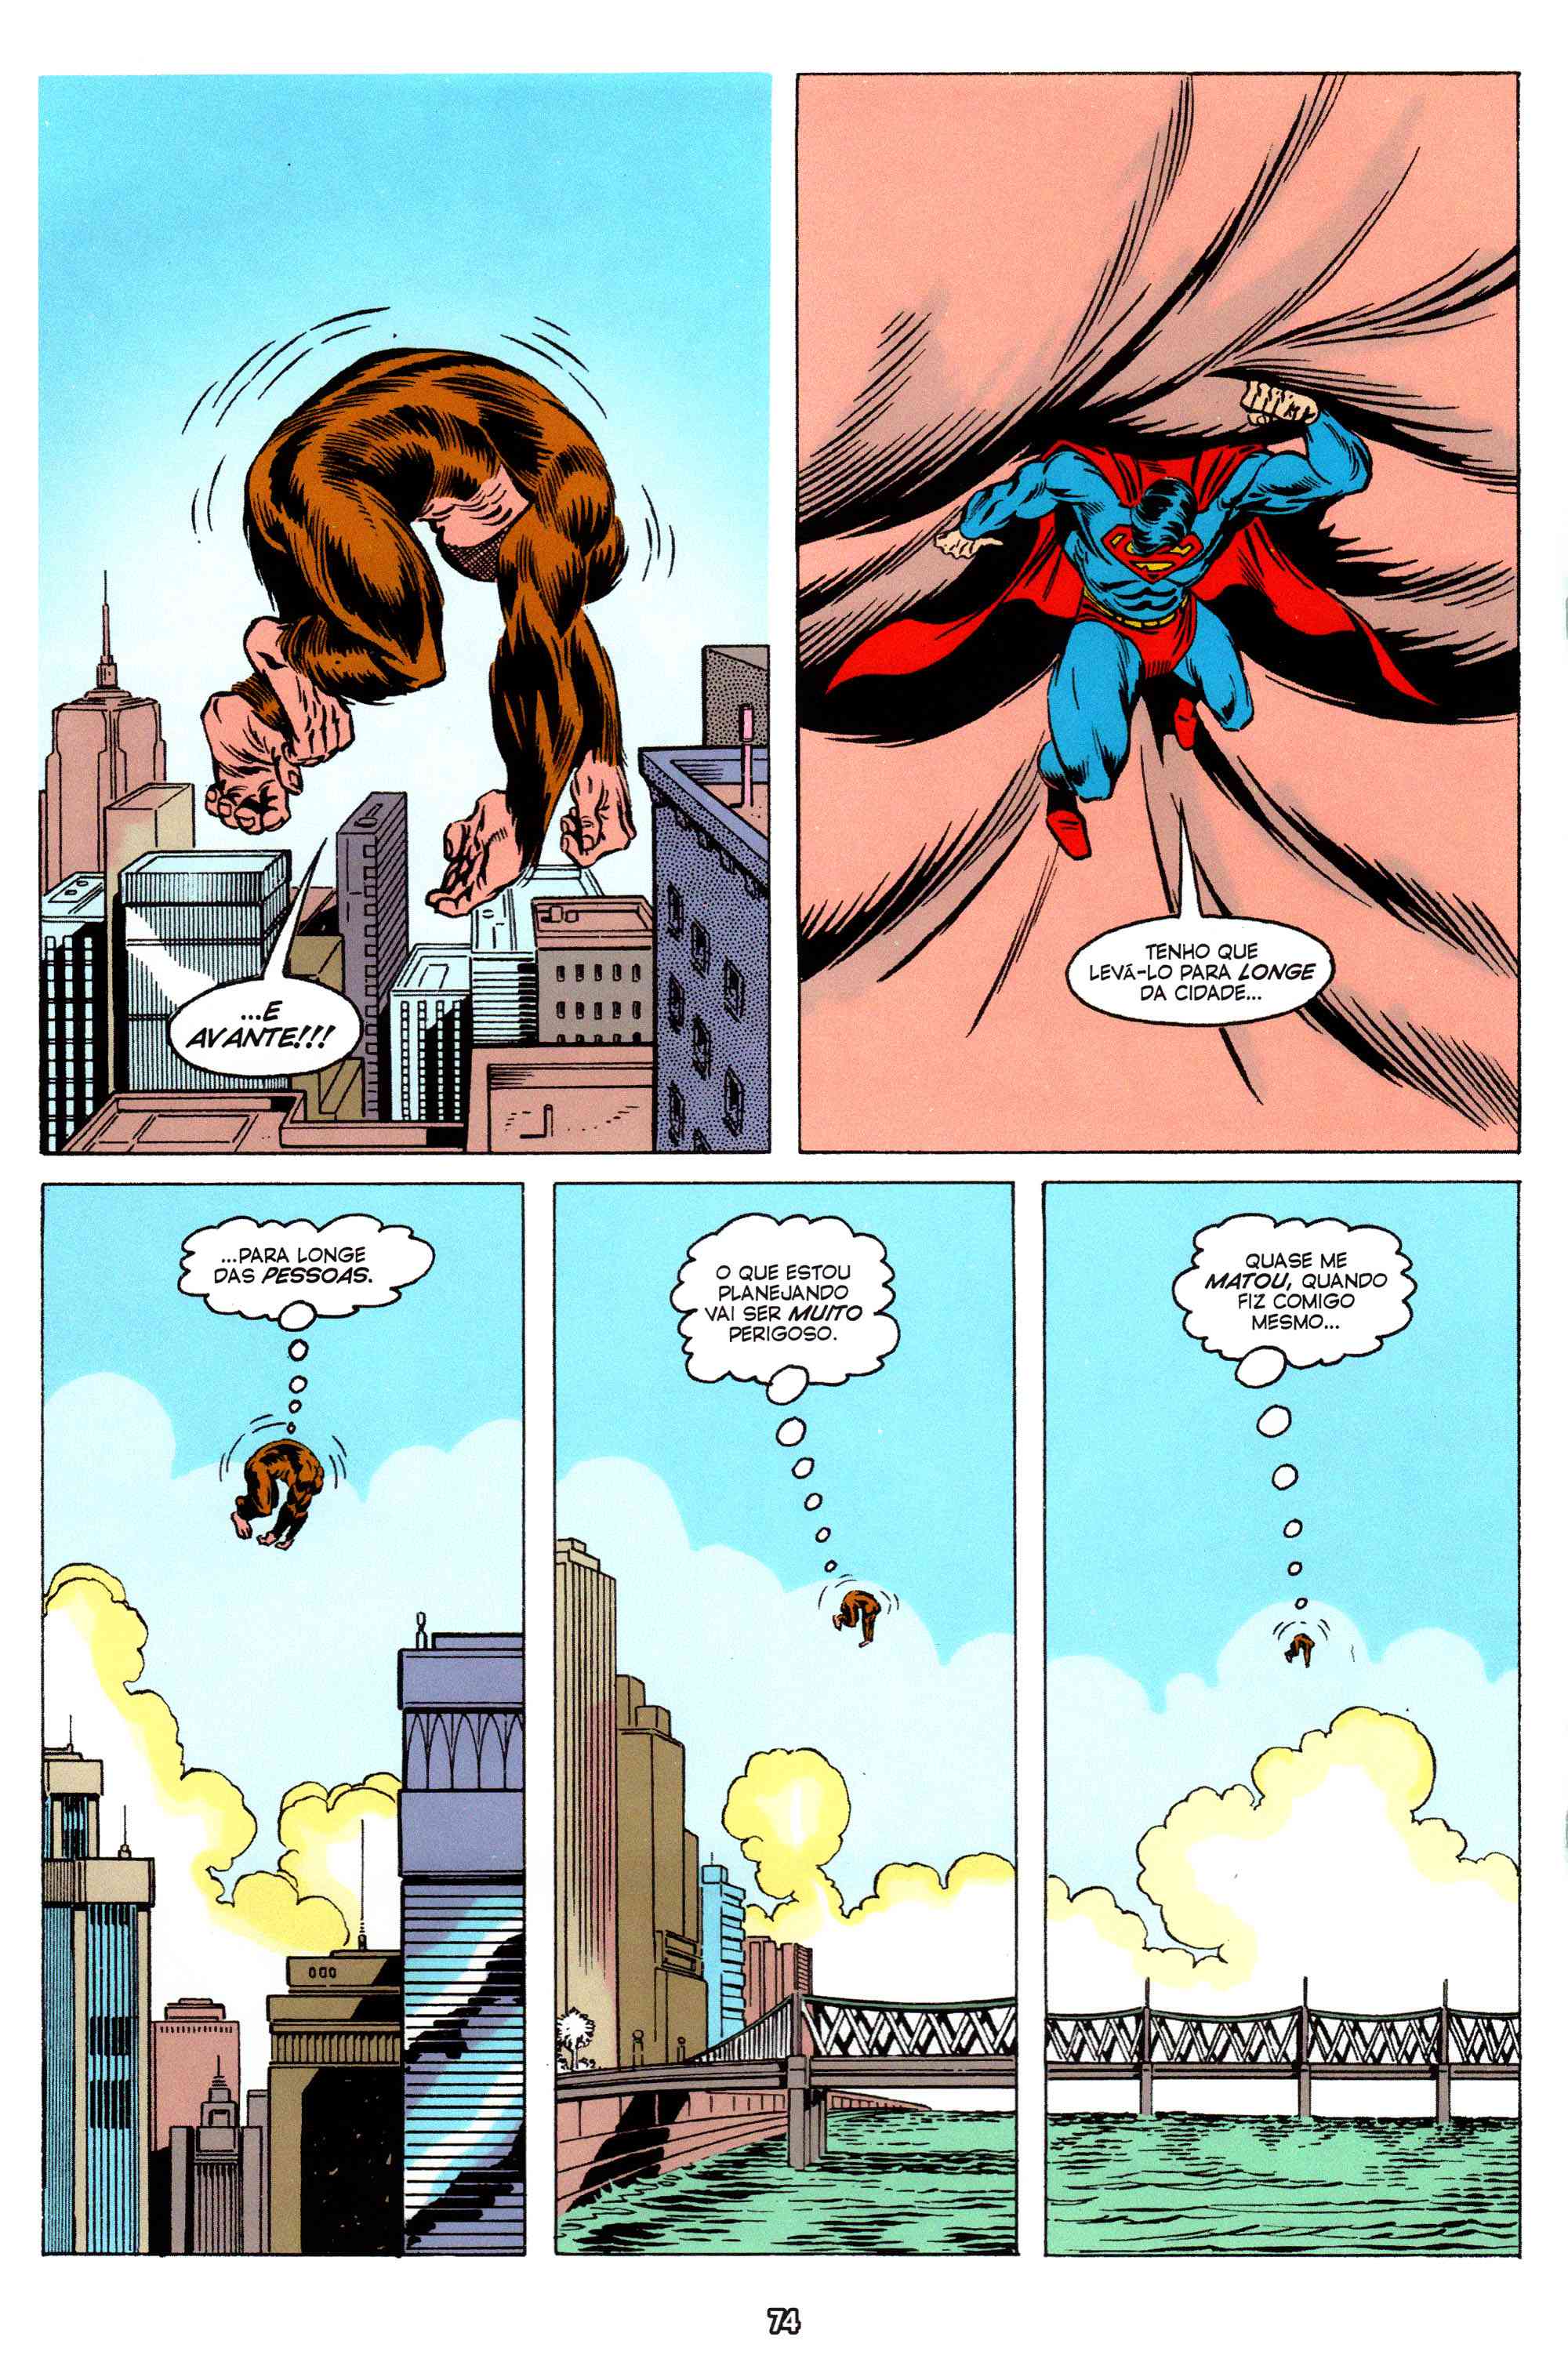 ...E
AVANTE!!!
TENHO QUE
LEVÁ-LO PARA LONGE
DA CIDADE...
...PARA LONGE
DAS PESSOAS.
O QUE ESTOU
PLANEJANDO
VAI SER MUITO
PERIGOSO.
QUASE ME
MATOU, QUANDO
FIZ COMIGO
MESMO...
74